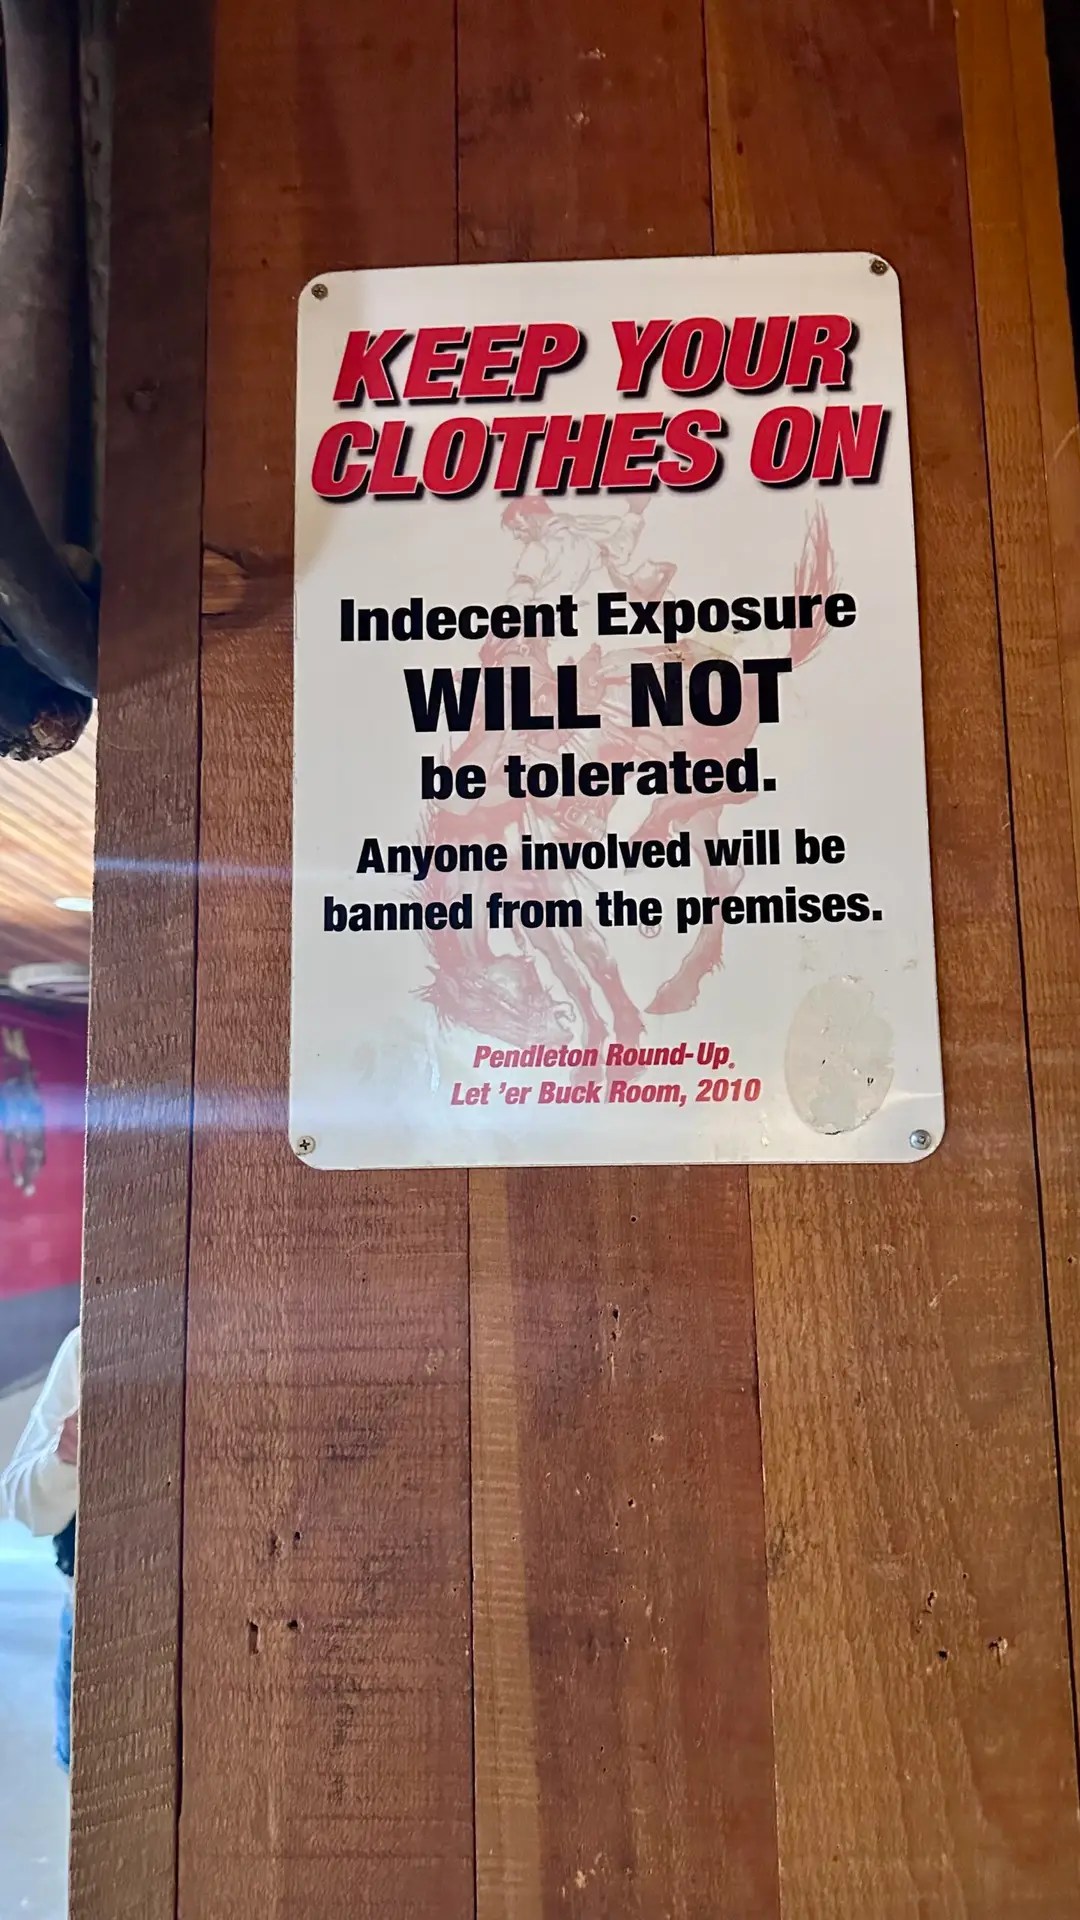 KEEP YOUR
CLOTHES ON
Indecent Exposure
WILL NOT
be tolerated.
Anyone involved will be
banned from the premises.
®
Pendleton Round-Up®
Let 'er Buck Room, 2010